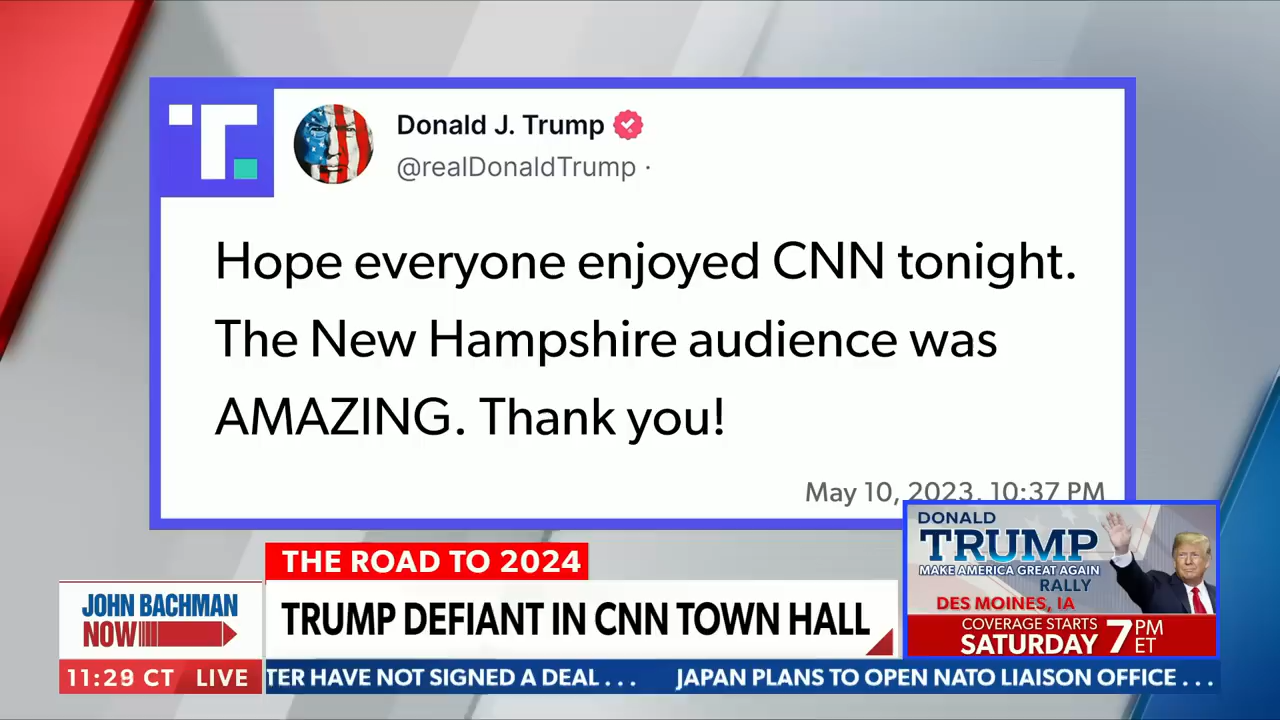 Donald J. Trump
@realDonaldTrump ·
Hope everyone enjoyed CNN tonight.
The New Hampshire audience was
AMAZING. Thank you!
May 10, 2023, 10:37 PM
THE ROAD TO 2024
TRUMP DEFIANT IN CNN TOWN HALL
JOHN BACHMAN
NOW
DONALD
TRUMP
MAKE AMERICA GREAT AGAIN
RALLY
DES MOINES, IA
COVERAGE STARTS
SATURDAY 7 PM ET
11:29 CT LIVE
TER HAVE NOT SIGNED A DEAL . . . JAPAN PLANS TO OPEN NATO LIAISON OFFICE . . .